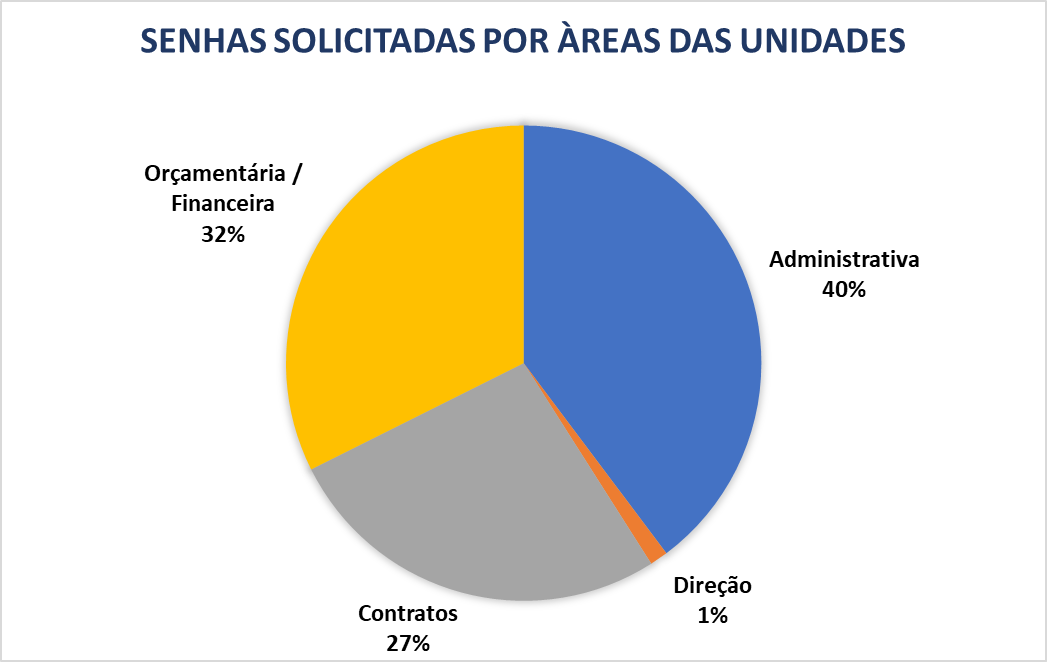 SENHAS SOLICITADAS POR ÀREAS DAS UNIDADES
Orçamentária /
Financeira
32%
Administrativa
40%
Direção
1%
Contratos
27%